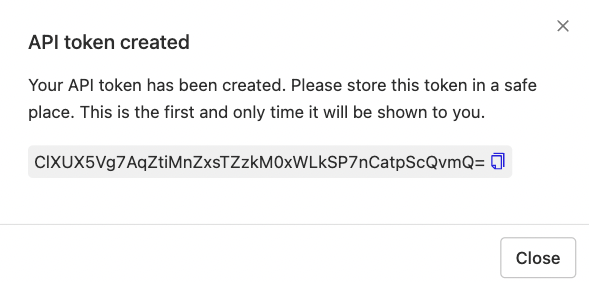 API token created
Your API token has been created. Please store this token in a safe
place. This is the first and only time it will be shown to you.
ClXUX5Vg7AqZtiMnZxsTZzkM0xWLkSP7nCatpScQvmQ=
Close